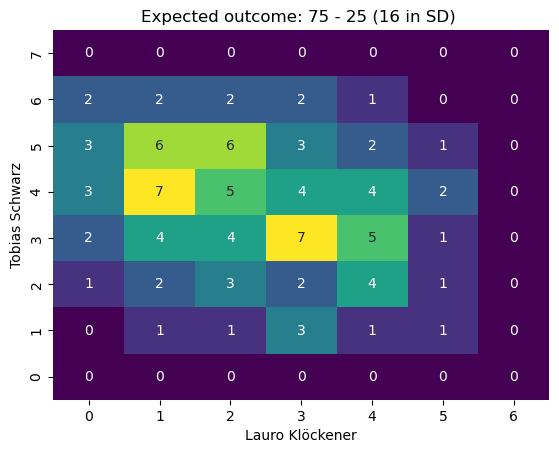 Expected outcome: 75 - 25 (16 in SD)
Tobias Schwarz
7 0 0 0 0 0 0 0
6 2 2 2 2 1 0 0
5 3 6 6 3 2 1 0
4 3 7 5 4 4 2 0
3 2 4 4 7 5 1 0
2 1 2 3 2 4 1 0
1 0 1 1 3 1 1 0
0 0 0 0 0 0 0 0
0 1 2 3 4 5 6
Lauro Klöckener